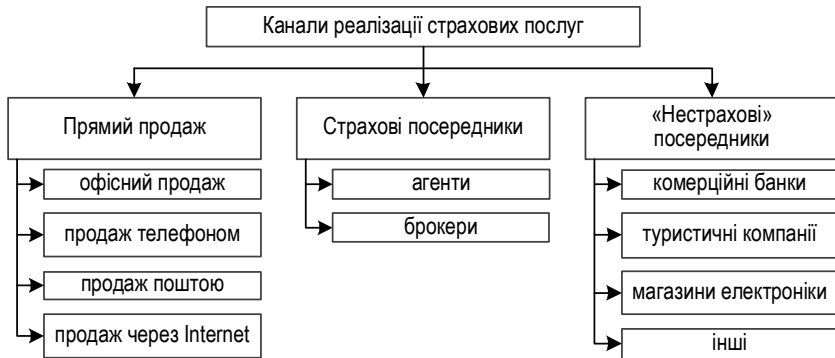 Канали реалізації страхових послуг
Прямий продаж
офісний продаж
продаж телефоном
продаж поштою
продаж через Internet
Страхові посередники
агенти
брокери
«Нестрахові»
посередники
комерційні банки
туристичні компанії
магазини електроніки
інші